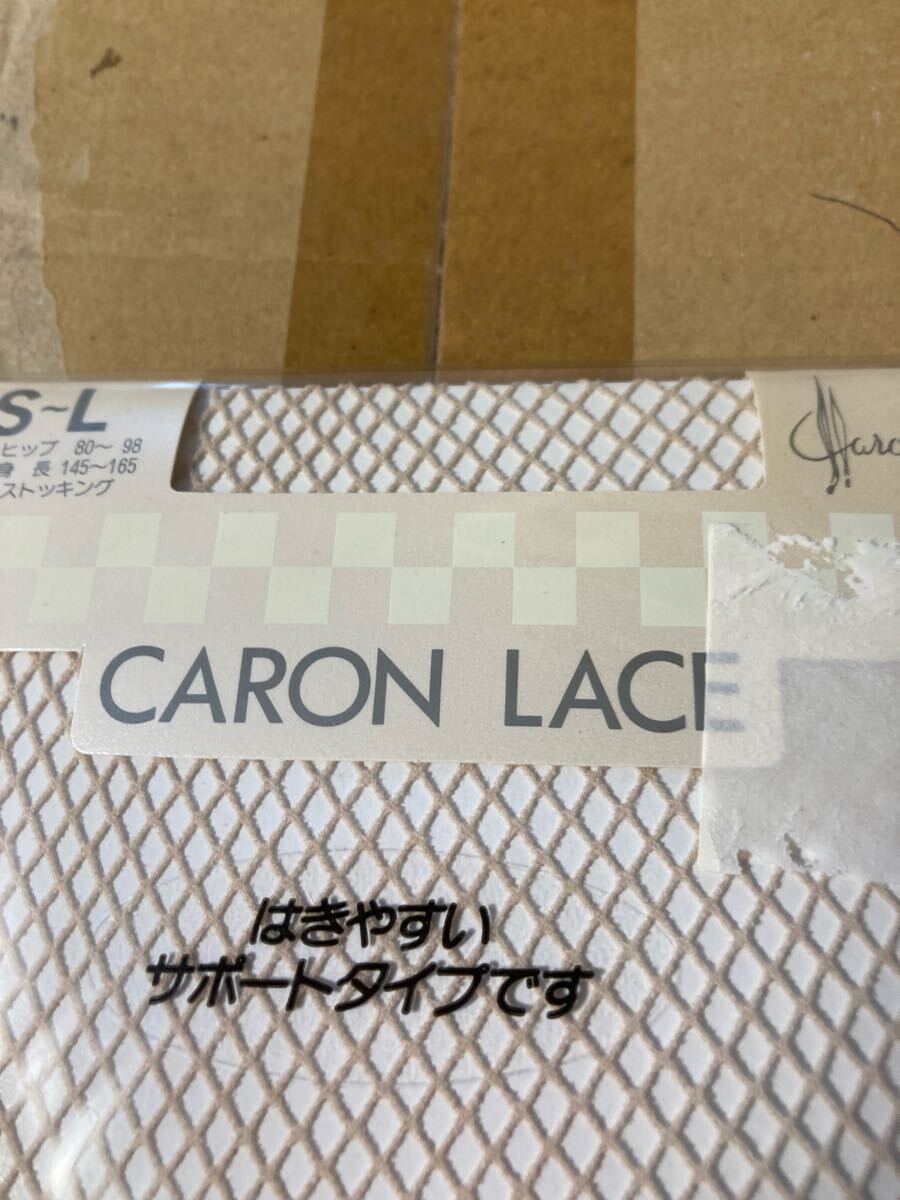 S~L
ヒップ 80〜98
身長 145〜165
ストッキング
CARON LACE
はきやすい
サポートタイプです